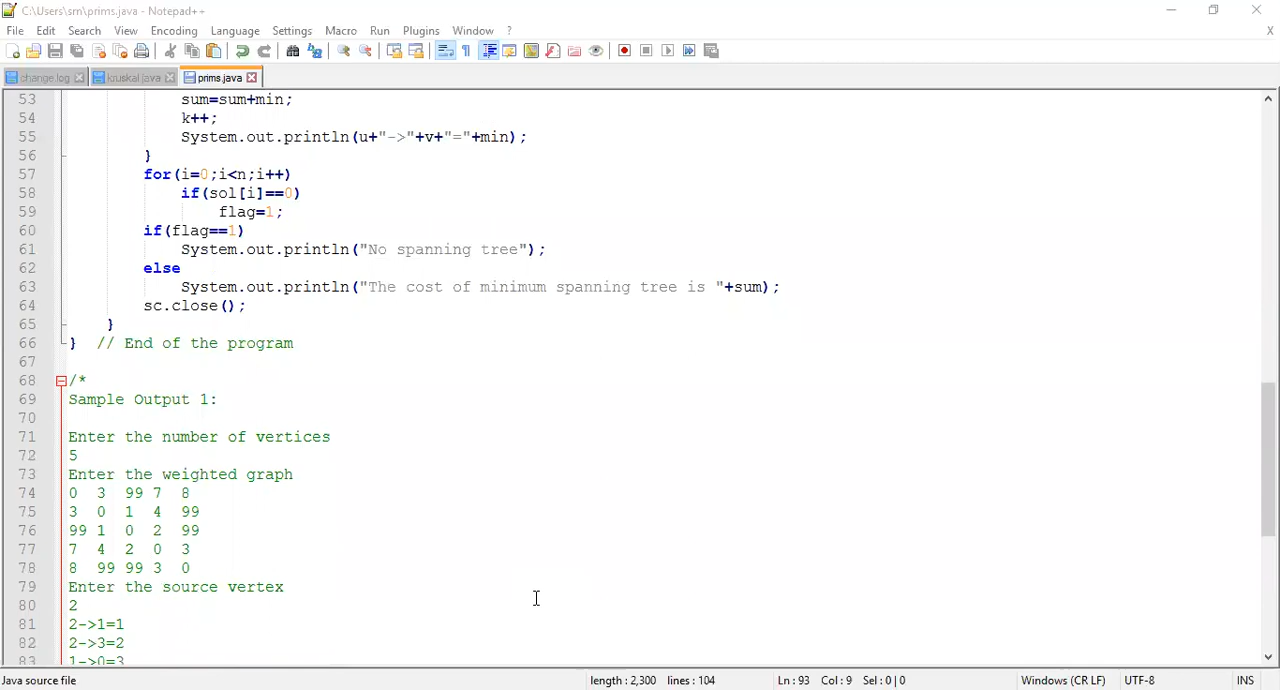 C:\Users\srn\prims.java - Notepad++
File Edit Search View Encoding Language Settings Macro Run Plugins Window ? X
change.log kruskal.java prims.java
53 sum=sum+min;
54 k++;
55 System.out.println(u+"->"+v+"="+min);
56 }
57 for(i=0;i<n;i++)
58 if(sol[i]==0)
59 flag=1;
60 if(flag==1)
61 System.out.println("No spanning tree");
62 else
63 System.out.println("The cost of minimum spanning tree is "+sum);
64 sc.close();
65 }
66 } // End of the program
67
68 /*
69 Sample Output 1:
70
71 Enter the number of vertices
72 5
73 Enter the weighted graph
74 0 3 99 7 8
75 3 0 1 4 99
76 99 1 0 2 99
77 7 4 2 0 3
78 8 99 99 3 0
79 Enter the source vertex
80 2
81 2->1=1
82 2->3=2
83 1->0=3
Java source file length : 2,300 lines : 104 Ln : 93 Col : 9 Sel : 0 | 0 Windows (CR LF) UTF-8 INS